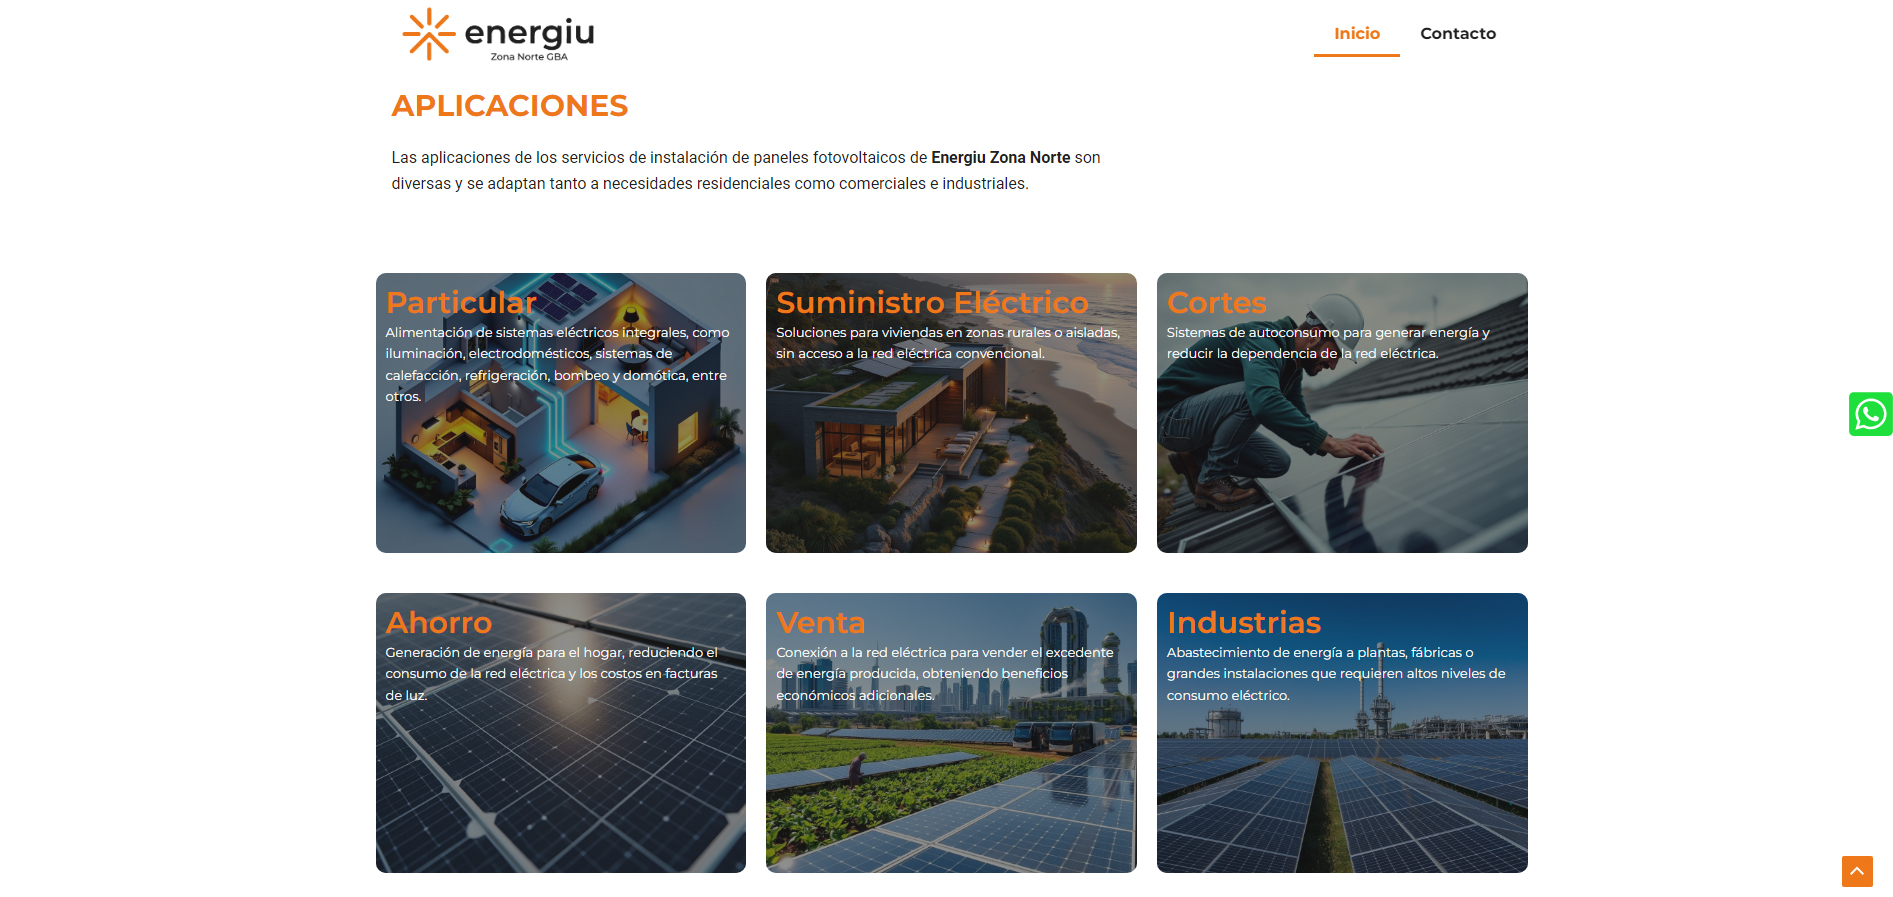 energiu
Zona Norte GBA
Inicio
Contacto
APLICACIONES
Las aplicaciones de los servicios de instalación de paneles fotovoltaicos de Energiu Zona Norte son
diversas y se adaptan tanto a necesidades residenciales como comerciales e industriales.
Particular
Alimentación de sistemas eléctricos integrales, como
iluminación, electrodomésticos, sistemas de
calefacción, refrigeración, bombeo y domótica, entre
otros.
Suministro Eléctrico
Soluciones para viviendas en zonas rurales o aisladas,
sin acceso a la red eléctrica convencional.
Cortes
Sistemas de autoconsumo para generar energía y
reducir la dependencia de la red eléctrica.
Ahorro
Generación de energía para el hogar, reduciendo el
consumo de la red eléctrica y los costos en facturas
de luz.
Venta
Conexión a la red eléctrica para vender el excedente
de energía producida, obteniendo beneficios
económicos adicionales.
Industrias
Abastecimiento de energía a plantas, fábricas o
grandes instalaciones que requieren altos niveles de
consumo eléctrico.